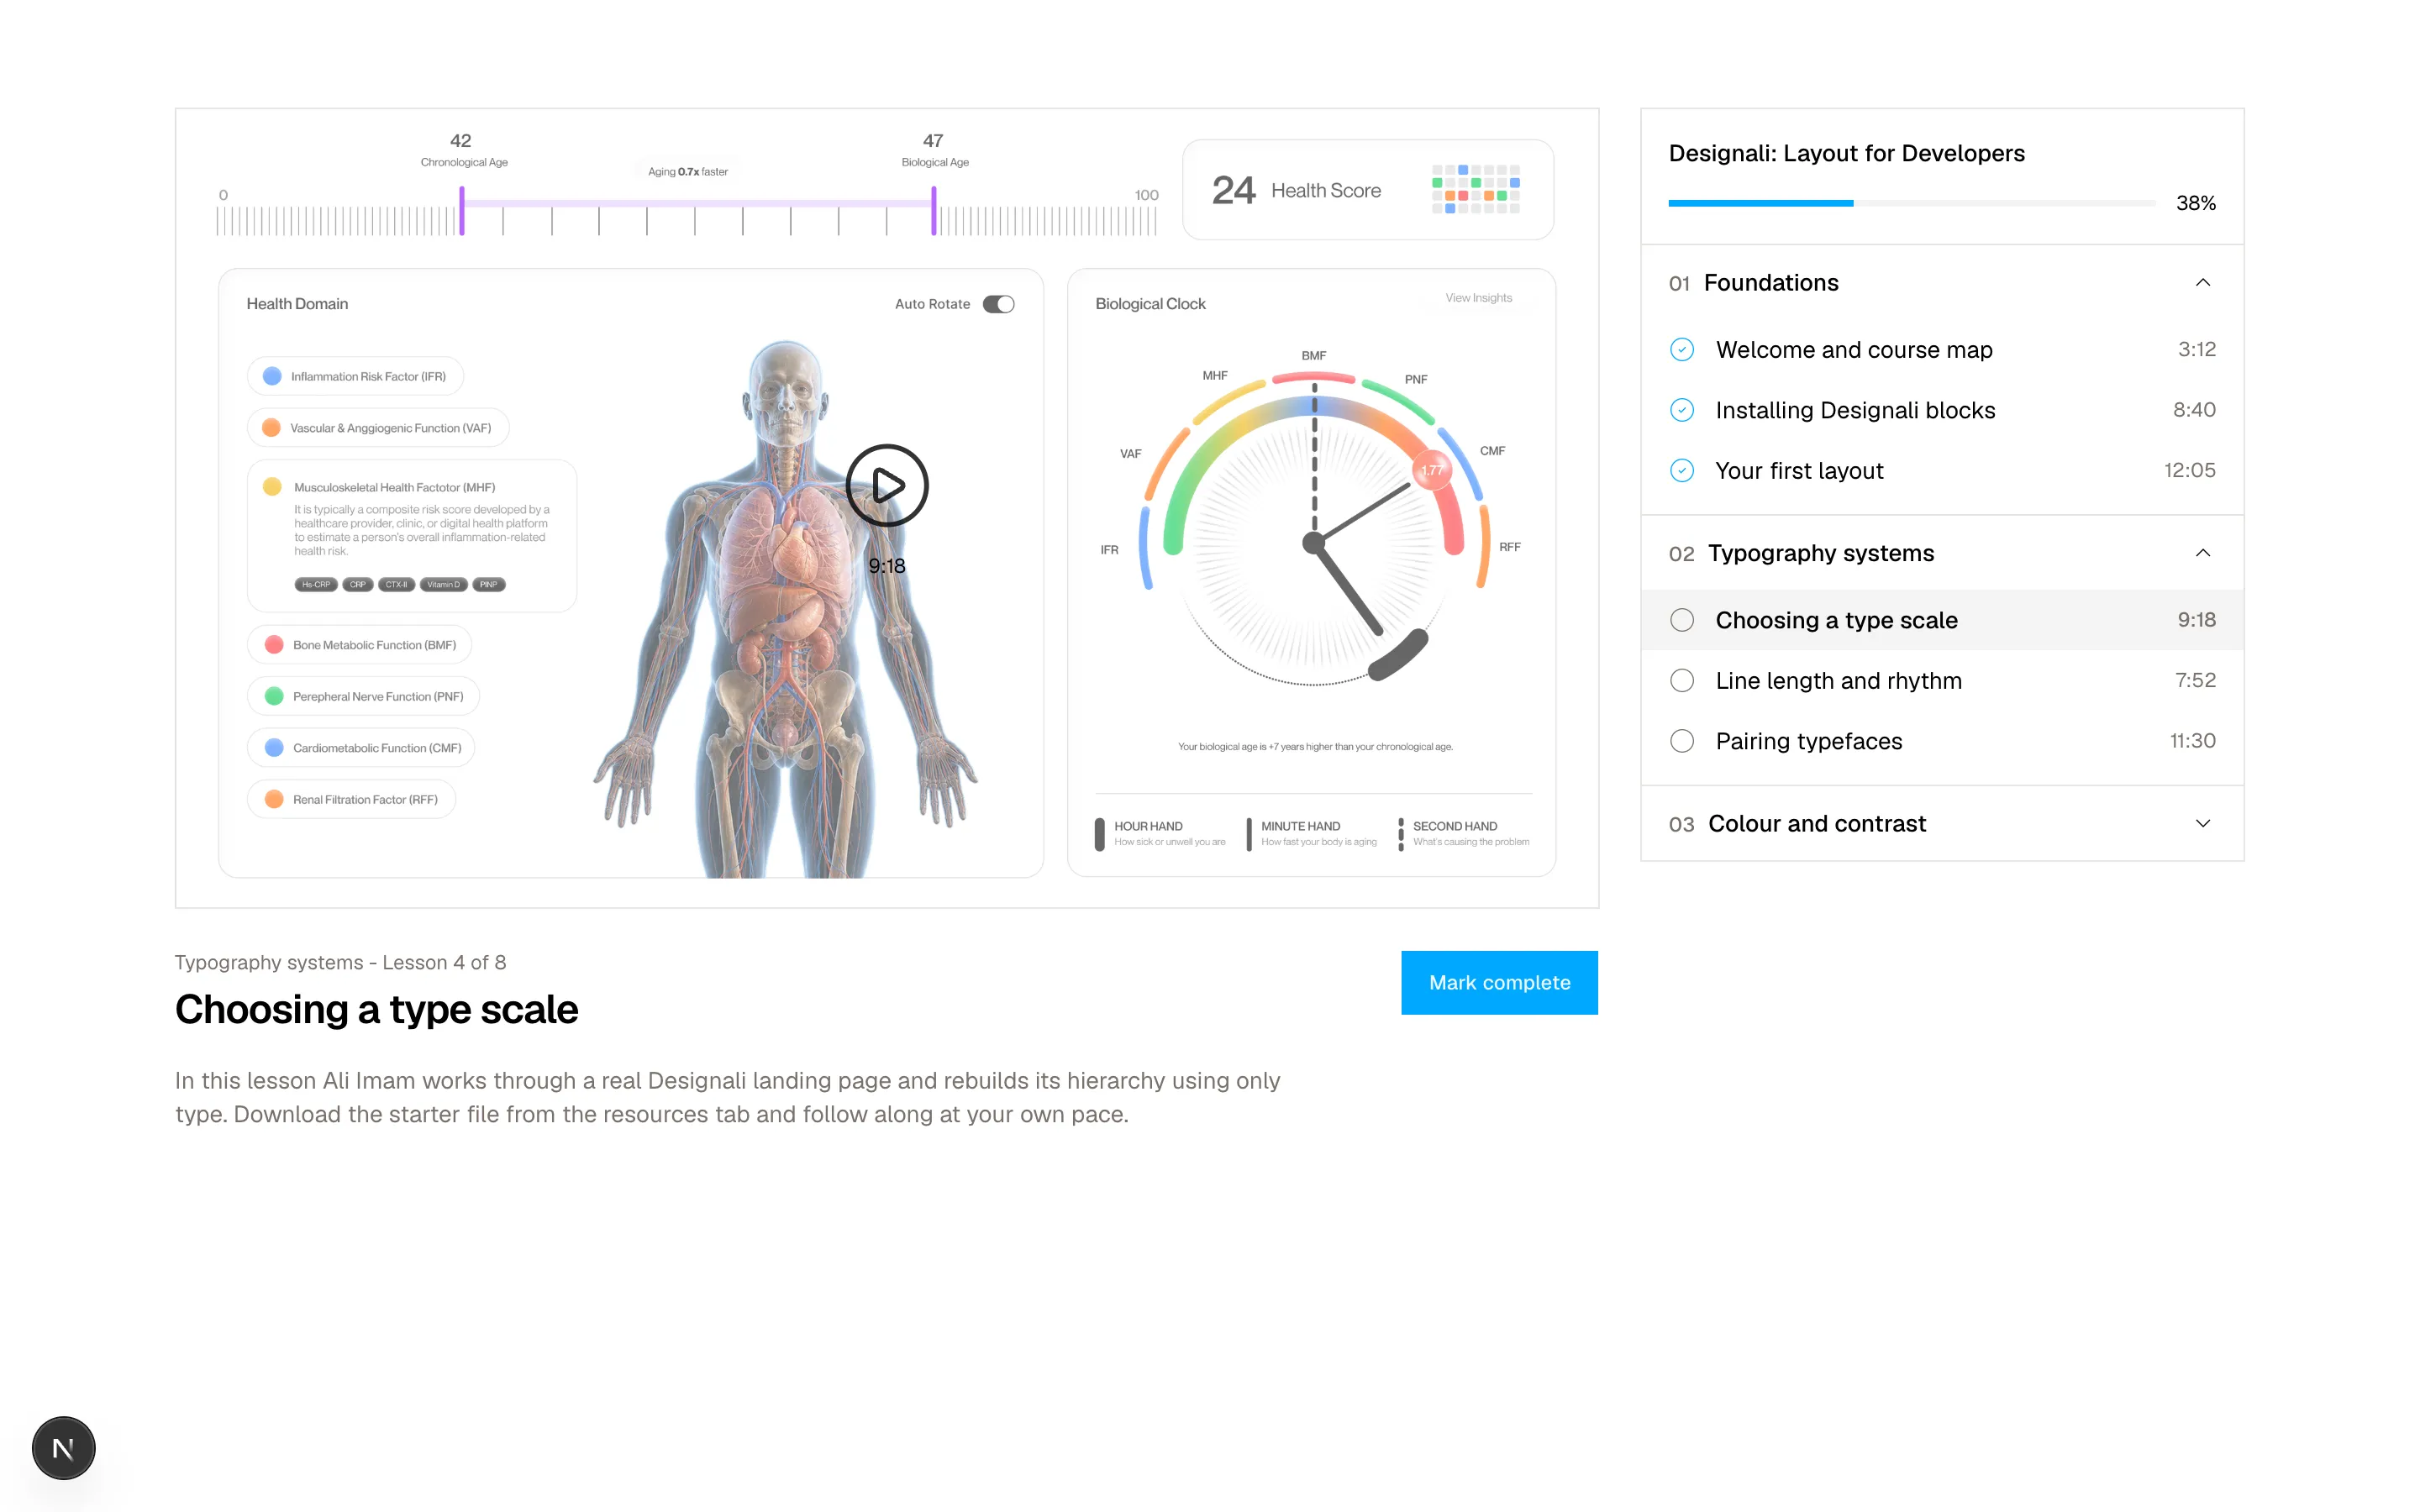 42
Chronological Age
47
Biological Age
Aging 0.7x faster
0
100
24 Health Score
Health Domain
Auto Rotate
Inflammation Risk Factor (IFR)
Vascular & Anggiogenic Function (VAF)
Musculoskeletal Health Factotor (MHF)
It is typically a composite risk score developed by a
healthcare provider, clinic, or digital health platform
to estimate a person's overall inflammation-related
health risk.
Hs-CRP CRP CTX-II Vitamin D PINP
Bone Metabolic Function (BMF)
Perepheral Nerve Function (PNF)
Cardiometabolic Function (CMF)
Renal Filtration Factor (RFF)
9:18
Biological Clock
View Insights
BMF
MHF
PNF
VAF
CMF
1.77
IFR
RFF
Your biological age is +7 years higher than your chronological age.
HOUR HAND
How sick or unwell you are
MINUTE HAND
How fast your body is aging
SECOND HAND
What's causing the problem
Typography systems - Lesson 4 of 8
Choosing a type scale
Mark complete
In this lesson Ali Imam works through a real Designali landing page and rebuilds its hierarchy using only
type. Download the starter file from the resources tab and follow along at your own pace.
Designali: Layout for Developers
38%
01 Foundations
Welcome and course map 3:12
Installing Designali blocks 8:40
Your first layout 12:05
02 Typography systems
Choosing a type scale 9:18
Line length and rhythm 7:52
Pairing typefaces 11:30
03 Colour and contrast
N